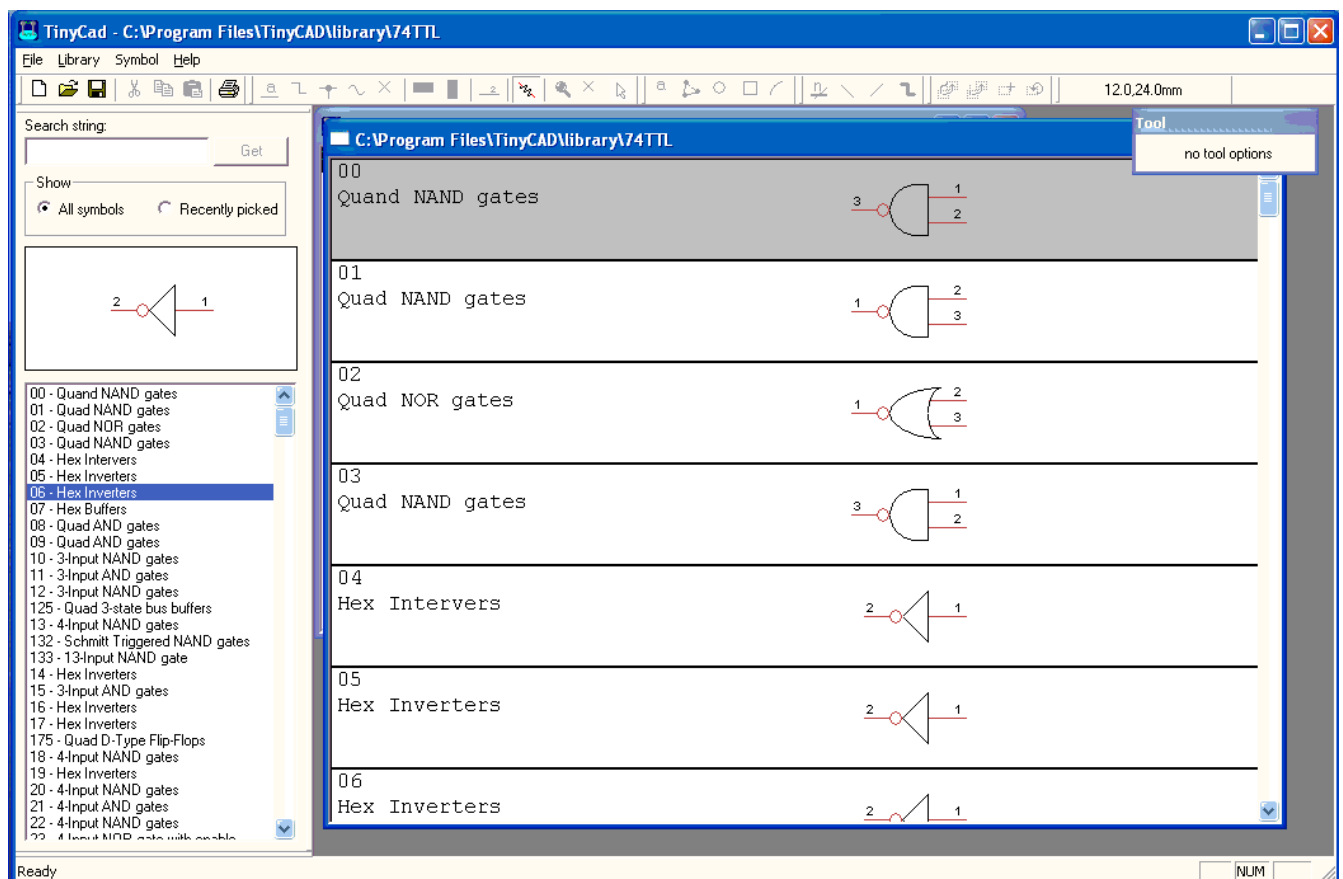 TinyCad - C:\Program Files\TinyCAD\library\74TTL
File Library Symbol Help
12.0,24.0mm
Search string:
Get
Show
All symbols Recently picked
2 1
00 - Quand NAND gates
01 - Quad NAND gates
02 - Quad NOR gates
03 - Quad NAND gates
04 - Hex Intervers
05 - Hex Inverters
06 - Hex Inverters
07 - Hex Buffers
08 - Quad AND gates
09 - Quad AND gates
10 - 3-Input NAND gates
11 - 3-Input AND gates
12 - 3-Input NAND gates
125 - Quad 3-state bus buffers
13 - 4-Input NAND gates
132 - Schmitt Triggered NAND gates
133 - 13-Input NAND gate
14 - Hex Inverters
15 - 3-Input AND gates
16 - Hex Inverters
17 - Hex Inverters
175 - Quad D-Type Flip-Flops
18 - 4-Input NAND gates
19 - Hex Inverters
20 - 4-Input NAND gates
21 - 4-Input AND gates
22 - 4-Input NAND gates
23 - 4 Input NOR gate with enable
C:\Program Files\TinyCAD\library\74TTL
00
Quand NAND gates
3 1
2
01
Quad NAND gates
1 2
3
02
Quad NOR gates
1 2
3
03
Quad NAND gates
3 1
2
04
Hex Intervers
2 1
05
Hex Inverters
2 1
06
Hex Inverters
2 1
Tool
no tool options
Ready
NUM